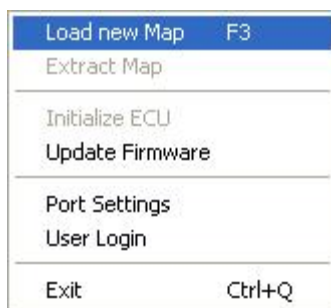 Load new Map F3
Extract Map
Initialize ECU
Update Firmware
Port Settings
User Login
Exit Ctrl+Q